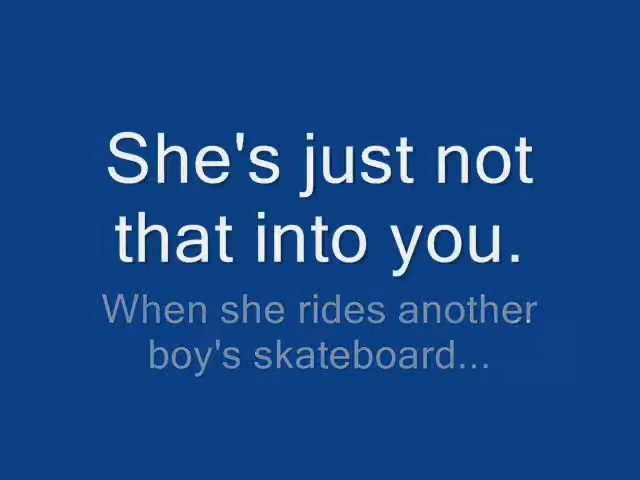 She's just not
that into you.
When she rides another
boy's skateboard...